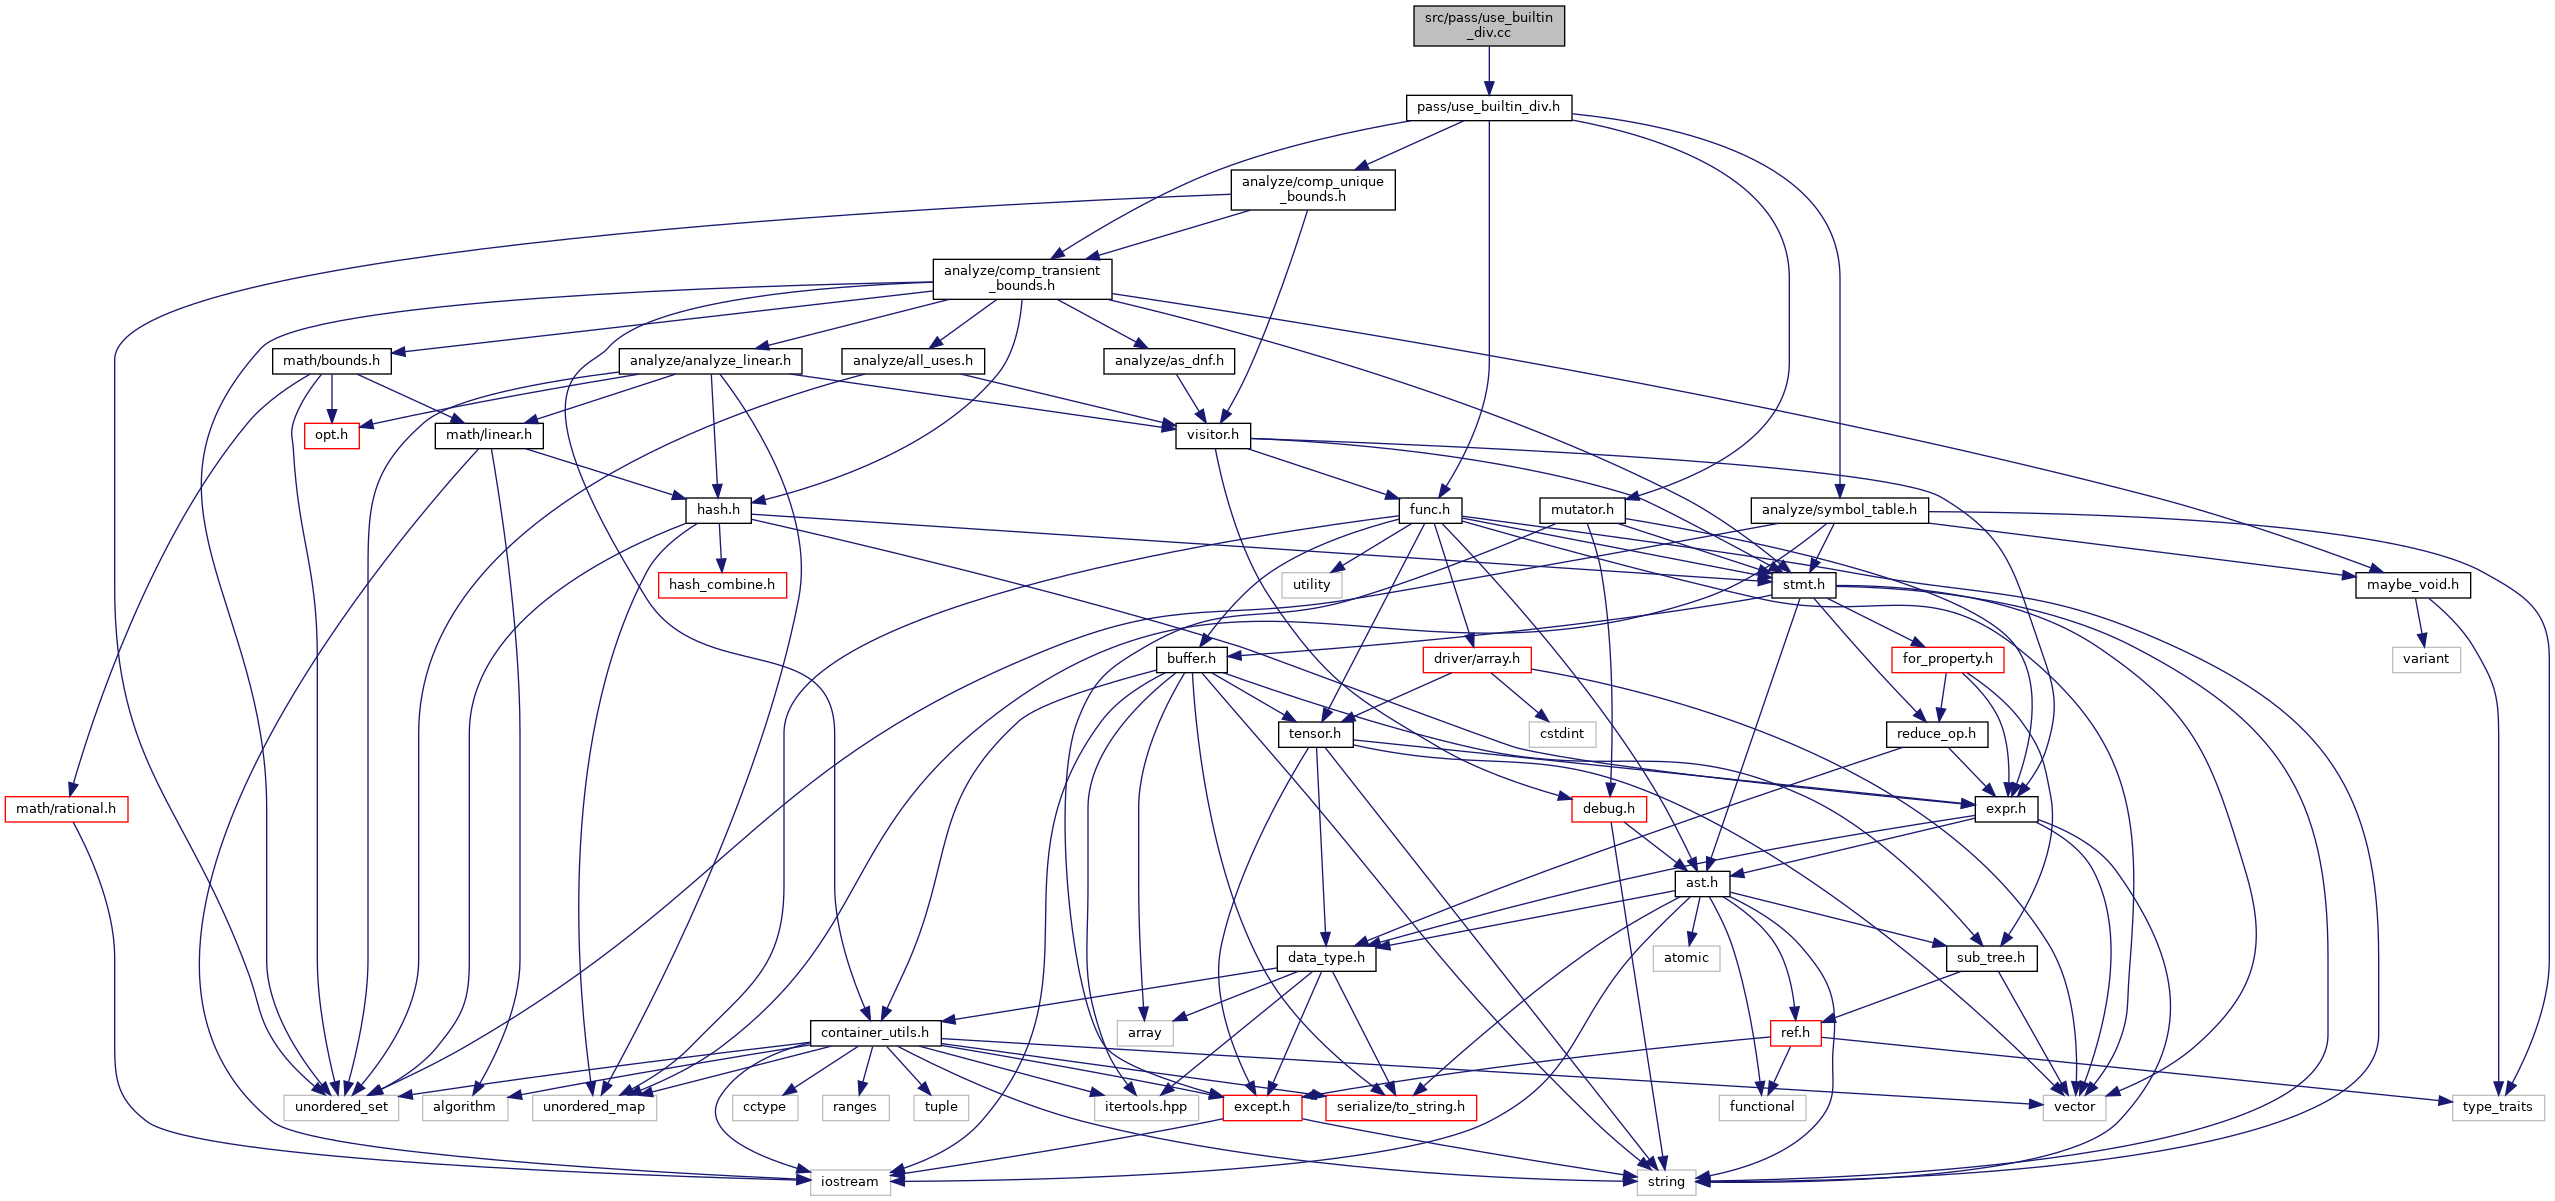 src/pass/use_builtin
_div.cc
pass/use_builtin_div.h
analyze/comp_unique
_bounds.h
analyze/comp_transient
_bounds.h
math/bounds.h
analyze/analyze_linear.h
analyze/all_uses.h
analyze/as_dnf.h
opt.h
math/linear.h
visitor.h
hash.h
func.h
mutator.h
analyze/symbol_table.h
hash_combine.h
utility
stmt.h
maybe_void.h
buffer.h
driver/array.h
for_property.h
variant
tensor.h
cstdint
reduce_op.h
math/rational.h
debug.h
expr.h
ast.h
data_type.h
atomic
sub_tree.h
container_utils.h
array
ref.h
unordered_set
algorithm
unordered_map
cctype
ranges
tuple
itertools.hpp
except.h
serialize/to_string.h
functional
vector
type_traits
iostream
string